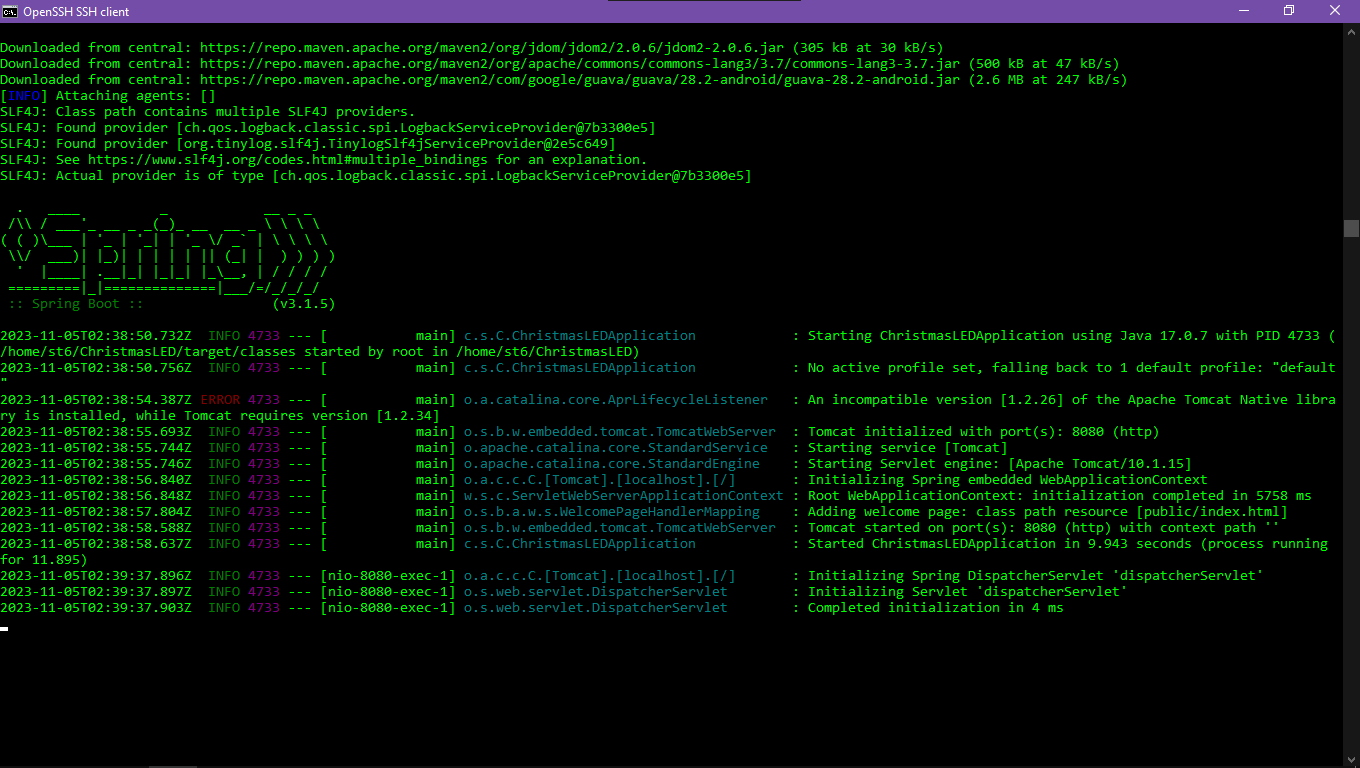 OpenSSH SSH client
Downloaded from central: https://repo.maven.apache.org/maven2/org/jdom/jdom2/2.0.6/jdom2-2.0.6.jar (305 kB at 30 kB/s)
Downloaded from central: https://repo.maven.apache.org/maven2/org/apache/commons/commons-lang3/3.7/commons-lang3-3.7.jar (500 kB at 47 kB/s)
Downloaded from central: https://repo.maven.apache.org/maven2/com/google/guava/guava/28.2-android/guava-28.2-android.jar (2.6 MB at 247 kB/s)
[INFO] Attaching agents: []
SLF4J: Class path contains multiple SLF4J providers.
SLF4J: Found provider [ch.qos.logback.classic.spi.LogbackServiceProvider@7b3300e5]
SLF4J: Found provider [org.tinylog.slf4j.TinylogSlf4jServiceProvider@2e5c649]
SLF4J: See https://www.slf4j.org/codes.html#multiple_bindings for an explanation.
SLF4J: Actual provider is of type [ch.qos.logback.classic.spi.LogbackServiceProvider@7b3300e5]
  .   ____          _            __ _ _
 /\\ / ___'_ __ _ _(_)_ __  __ _ \ \ \ \
( ( )\___ | '_ | '_| | '_ \/ _` | \ \ \ \
 \\/  ___)| |_)| | | | | || (_| |  ) ) ) )
  '  |____| .__|_| |_|_| |_\__, | / / / /
 =========|_|==============|___/=/_/_/_/
 :: Spring Boot ::                (v3.1.5)
2023-11-05T02:38:50.732Z  INFO 4733 --- [           main] c.s.C.ChristmasLEDApplication            : Starting ChristmasLEDApplication using Java 17.0.7 with PID 4733 (
/home/st6/ChristmasLED/target/classes started by root in /home/st6/ChristmasLED)
2023-11-05T02:38:50.756Z  INFO 4733 --- [           main] c.s.C.ChristmasLEDApplication            : No active profile set, falling back to 1 default profile: "default
"
2023-11-05T02:38:54.387Z ERROR 4733 --- [           main] o.a.catalina.core.AprLifecycleListener   : An incompatible version [1.2.26] of the Apache Tomcat Native libra
ry is installed, while Tomcat requires version [1.2.34]
2023-11-05T02:38:55.693Z  INFO 4733 --- [           main] o.s.b.w.embedded.tomcat.TomcatWebServer  : Tomcat initialized with port(s): 8080 (http)
2023-11-05T02:38:55.744Z  INFO 4733 --- [           main] o.apache.catalina.core.StandardService   : Starting service [Tomcat]
2023-11-05T02:38:55.746Z  INFO 4733 --- [           main] o.apache.catalina.core.StandardEngine    : Starting Servlet engine: [Apache Tomcat/10.1.15]
2023-11-05T02:38:56.840Z  INFO 4733 --- [           main] o.a.c.c.C.[Tomcat].[localhost].[/]       : Initializing Spring embedded WebApplicationContext
2023-11-05T02:38:56.848Z  INFO 4733 --- [           main] w.s.c.ServletWebServerApplicationContext : Root WebApplicationContext: initialization completed in 5758 ms
2023-11-05T02:38:57.804Z  INFO 4733 --- [           main] o.s.b.a.w.s.WelcomePageHandlerMapping    : Adding welcome page: class path resource [public/index.html]
2023-11-05T02:38:58.588Z  INFO 4733 --- [           main] o.s.b.w.embedded.tomcat.TomcatWebServer  : Tomcat started on port(s): 8080 (http) with context path ''
2023-11-05T02:38:58.637Z  INFO 4733 --- [           main] c.s.C.ChristmasLEDApplication            : Started ChristmasLEDApplication in 9.943 seconds (process running
for 11.895)
2023-11-05T02:39:37.896Z  INFO 4733 --- [nio-8080-exec-1] o.a.c.c.C.[Tomcat].[localhost].[/]       : Initializing Spring DispatcherServlet 'dispatcherServlet'
2023-11-05T02:39:37.897Z  INFO 4733 --- [nio-8080-exec-1] o.s.web.servlet.DispatcherServlet        : Initializing Servlet 'dispatcherServlet'
2023-11-05T02:39:37.903Z  INFO 4733 --- [nio-8080-exec-1] o.s.web.servlet.DispatcherServlet        : Completed initialization in 4 ms